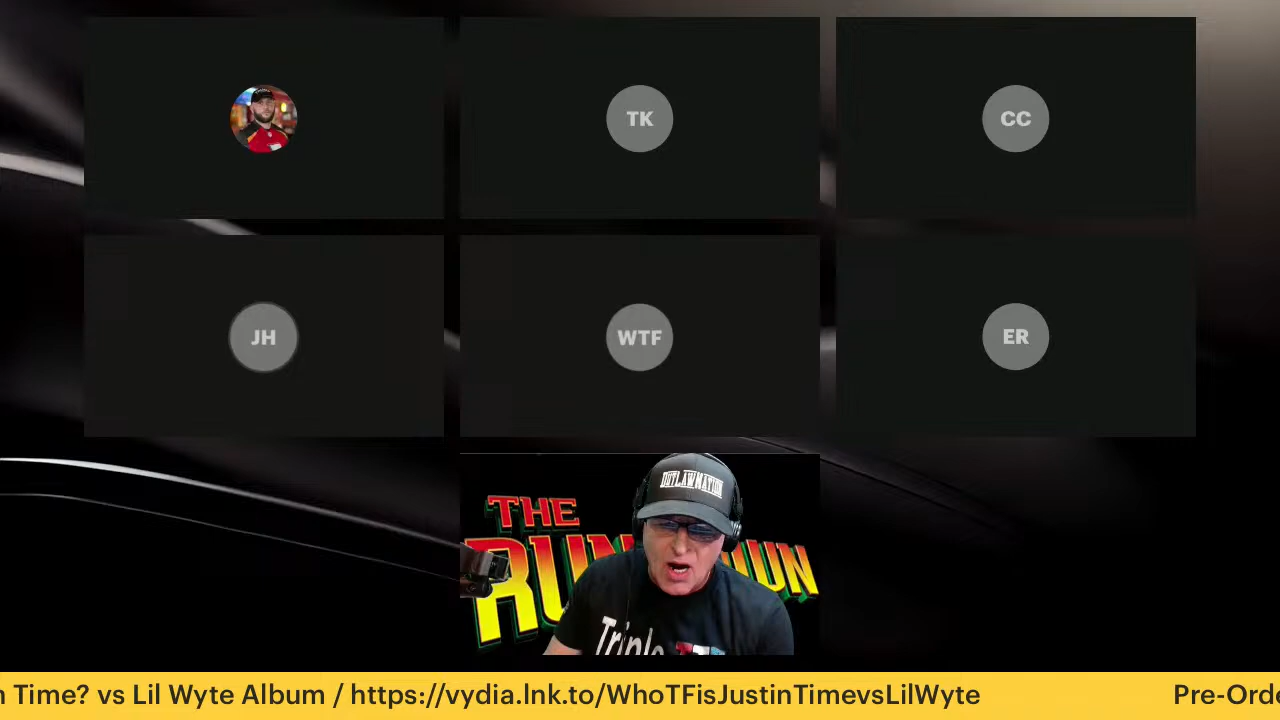 TK
CC
JH
WTF
ER
OUTLAWNATION
THE
Triple
n Time? vs Lil Wyte Album / https://vydia.lnk.to/WhoTFisJustinTimevsLilWyte
Pre-Orde